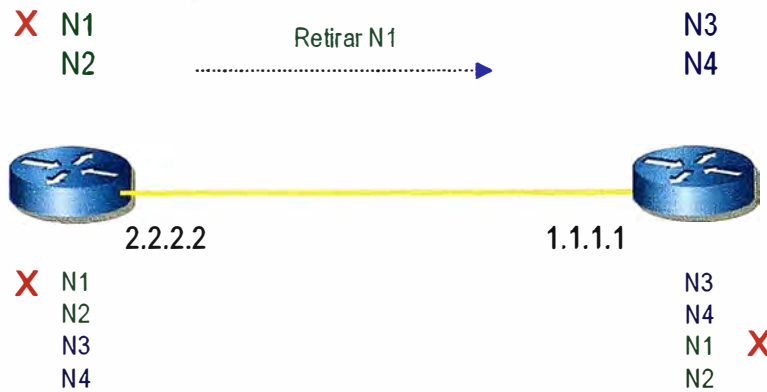 X N1
N2
Retirar N1
N3
N4
2.2.2.2
1.1.1.1
X N1
N2
N3
N4
N3
N4
N1 X
N2